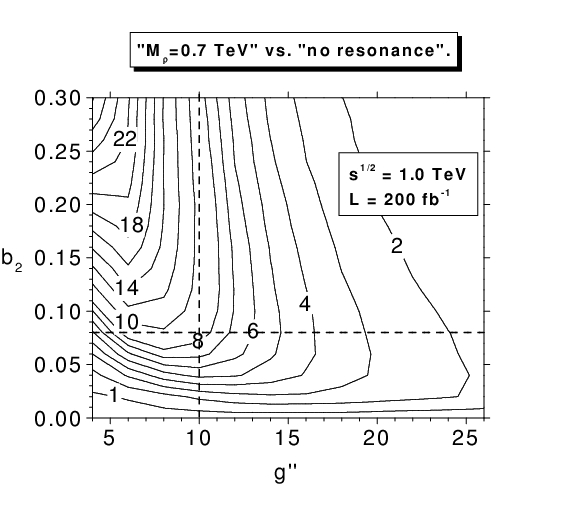 "Mρ=0.7 TeV" vs. "no resonance".
0.30
22
0.25
s^1/2 = 1.0 TeV
L = 200 fb^-1
0.20
18
2
b2
0.15
14
4
0.10
10
6
8
0.05
1
0.00
5 10 15 20 25
g''